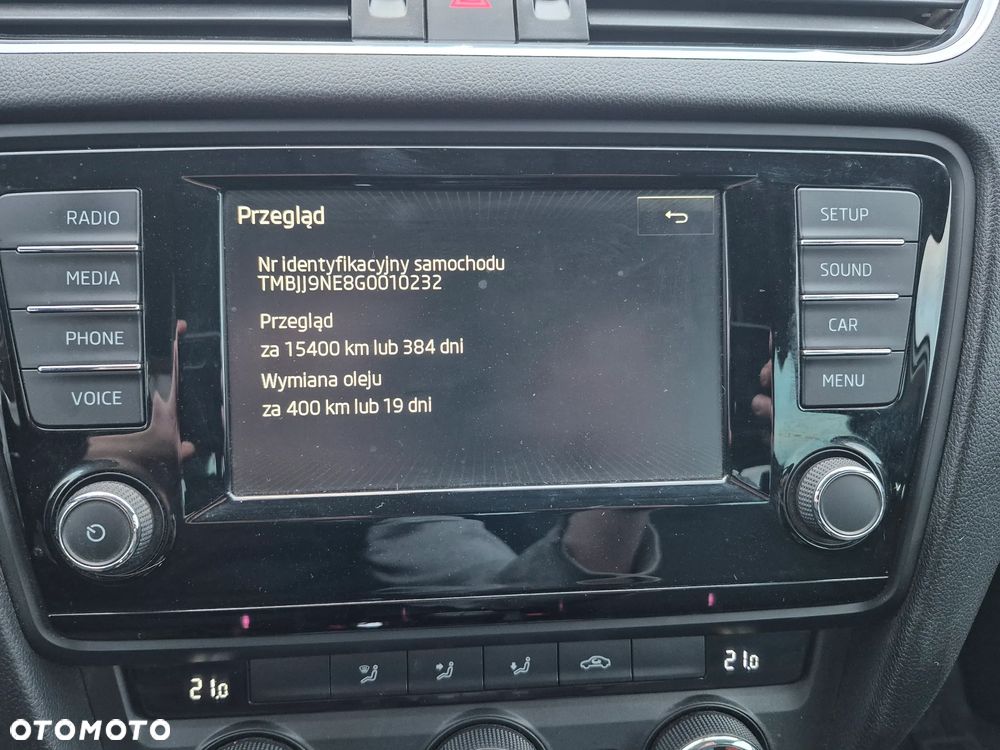 RADIO
MEDIA
PHONE
VOICE
Przegląd
Nr identyfikacyjny samochodu
TMBJJ9NE8G0010232
Przegląd
za 15400 km lub 384 dni
Wymiana oleju
za 400 km lub 19 dni
SETUP
SOUND
CAR
MENU
21.0
21.0
OTOMOTO